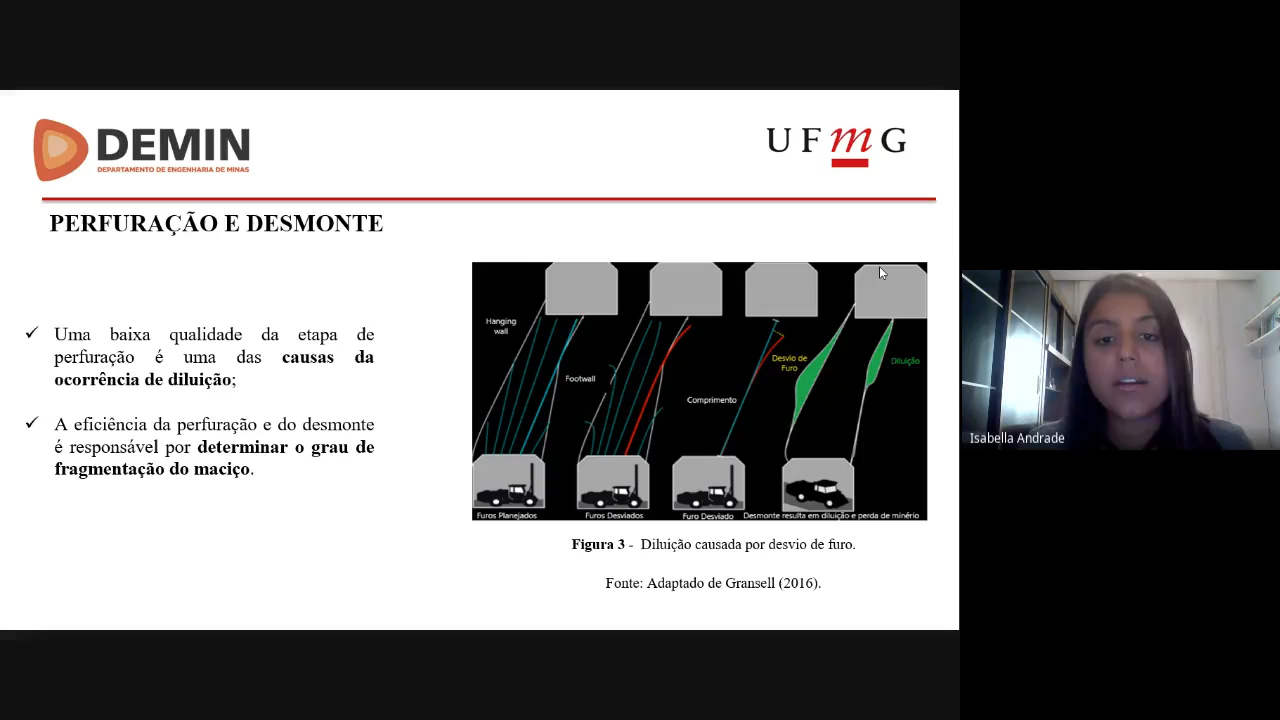 DEMIN
DEPARTAMENTO DE ENGENHARIA DE MINAS
UFmG
PERFURAÇÃO E DESMONTE
✓ Uma baixa qualidade da etapa de
perfuração é uma das causas da
ocorrência de diluição;
✓ A eficiência da perfuração e do desmonte
é responsável por determinar o grau de
fragmentação do maciço.
Hanging
wall
Footwall
Comprimento
Desvio de
Furo
Diluição
Furos Planejados
Furos Desviados
Furo Desviado
Desmonte resulta em diluição e perda de minério
Figura 3 - Diluição causada por desvio de furo.
Fonte: Adaptado de Gransell (2016).
Isabella Andrade